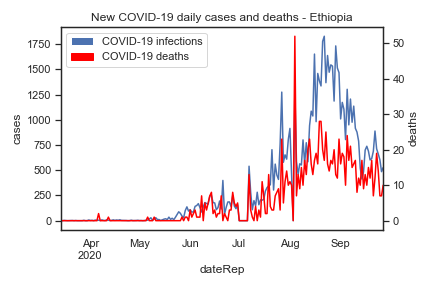 New COVID-19 daily cases and deaths - Ethiopia
COVID-19 infections
COVID-19 deaths
cases
1750
1500
1250
1000
750
500
250
0
deaths
50
40
30
20
10
0
Apr
2020
May
Jun
Jul
Aug
Sep
dateRep